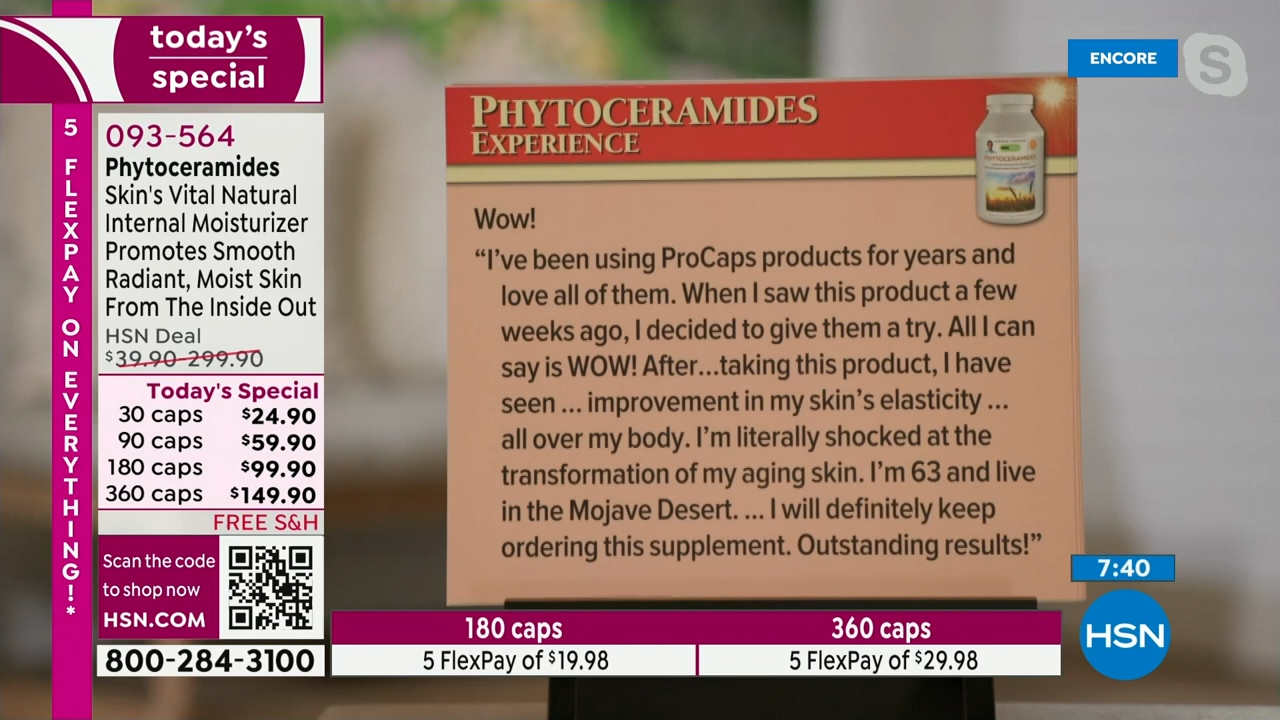 today's
special
5 FLEXPAY ON EVERYTHING!*
093-564
Phytoceramides
Skin's Vital Natural
Internal Moisturizer
Promotes Smooth
Radiant, Moist Skin
From The Inside Out
HSN Deal
$39.90-299.90
Today's Special
30 caps $24.90
90 caps $59.90
180 caps $99.90
360 caps $149.90
FREE S&H
Scan the code
to shop now
HSN.COM
800-284-3100
ENCORE
S
PHYTOCERAMIDES
EXPERIENCE
PHYTOCERAMIDES
Wow!
“I've been using ProCaps products for years and
love all of them. When I saw this product a few
weeks ago, I decided to give them a try. All I can
say is WOW! After...taking this product, I have
seen ... improvement in my skin's elasticity ...
all over my body. I'm literally shocked at the
transformation of my aging skin. I'm 63 and live
in the Mojave Desert. ... I will definitely keep
ordering this supplement. Outstanding results!”
7:40
HSN
180 caps
5 FlexPay of $19.98
360 caps
5 FlexPay of $29.98